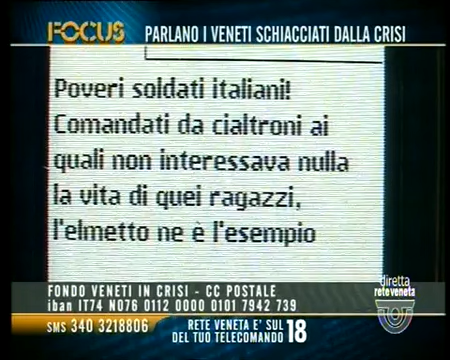 FOCUS PARLANO I VENETI SCHIACCIATI DALLA CRISI
Poveri soldati italiani!
Comandati da cialtroni ai
quali non interessava nulla
la vita di quei ragazzi,
l'elmetto ne è l'esempio
diretta
reteveneta
FONDO VENETI IN CRISI - CC POSTALE
iban IT74 N076 0112 0000 0101 7942 739
SMS 340 3218806
RETE VENETA E' SUL 18
DEL TUO TELECOMANDO